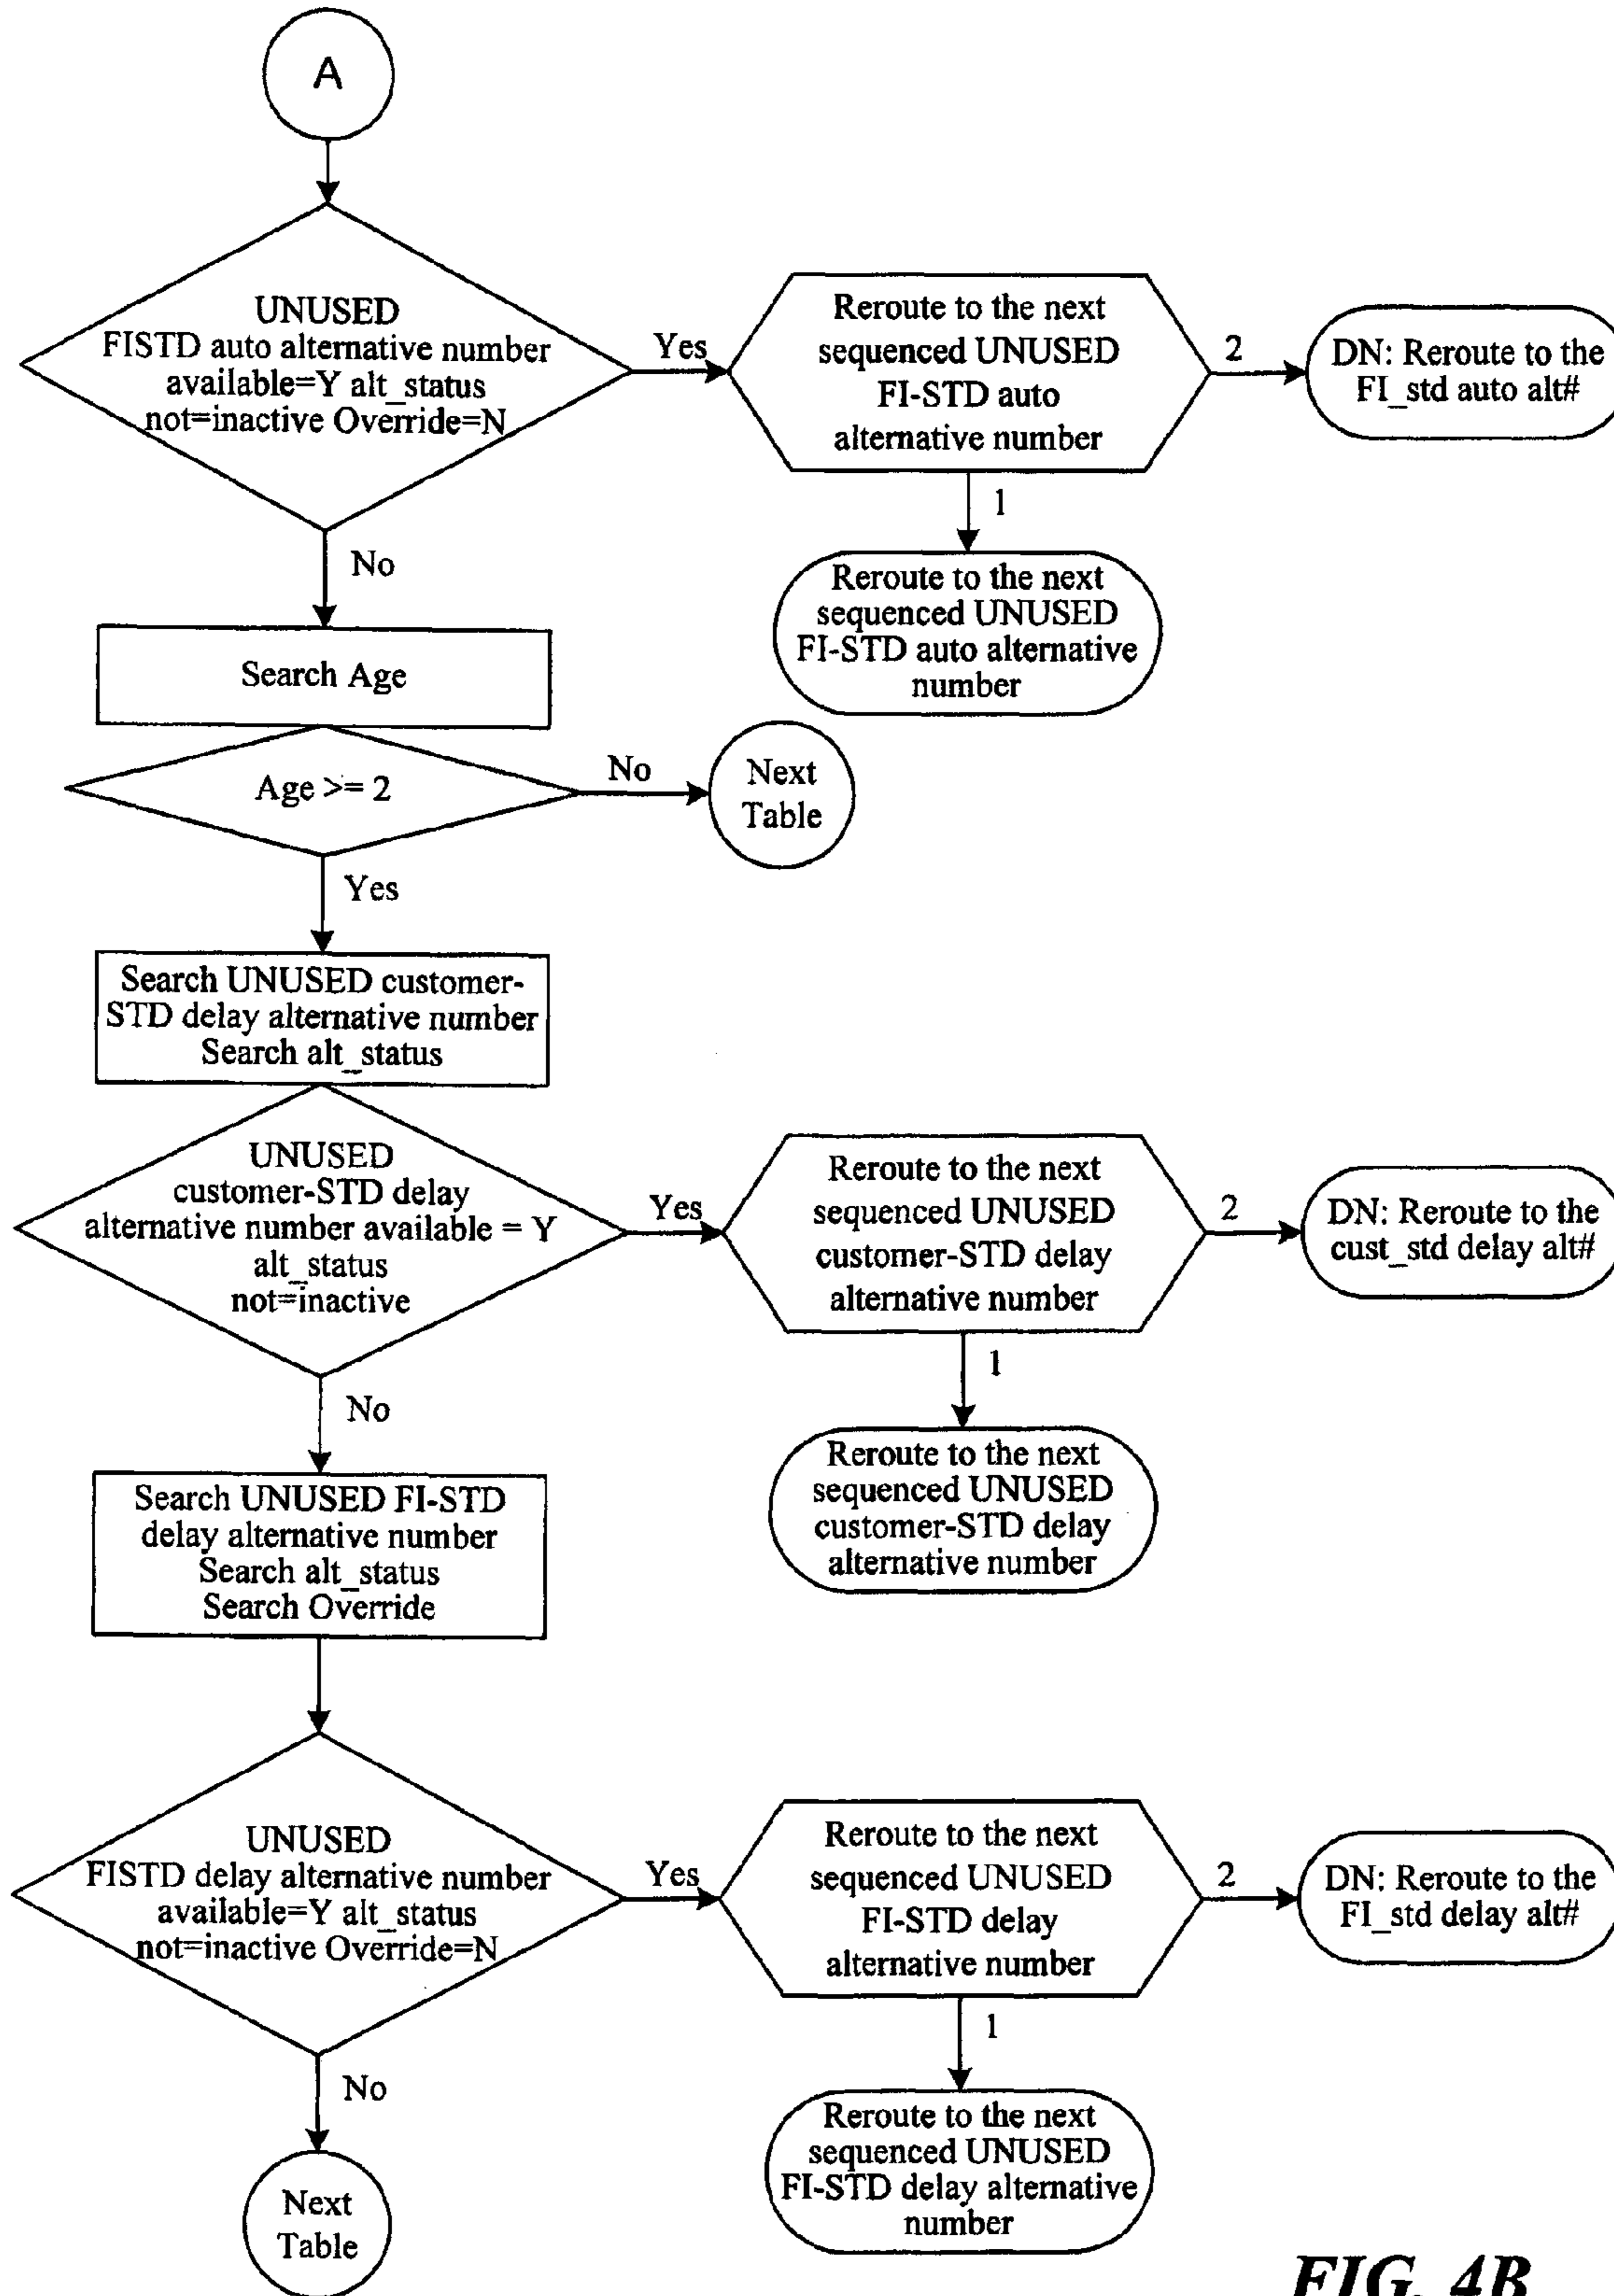 A
UNUSED
FISTD auto alternative number
available=Y alt_status
not=inactive Override=N
Yes
Reroute to the next
sequenced UNUSED
FI-STD auto
alternative number
2
DN: Reroute to the
FI_std auto alt#
1
Reroute to the next
sequenced UNUSED
FI-STD auto alternative
number
No
Search Age
Age >= 2
No
Next
Table
Yes
Search UNUSED customer-
STD delay alternative number
Search alt_status
UNUSED
customer-STD delay
alternative number available = Y
alt_status
not=inactive
Yes
Reroute to the next
sequenced UNUSED
customer-STD delay
alternative number
2
DN: Reroute to the
cust_std delay alt#
1
Reroute to the next
sequenced UNUSED
customer-STD delay
alternative number
No
Search UNUSED FI-STD
delay alternative number
Search alt_status
Search Override
UNUSED
FISTD delay alternative number
available=Y alt_status
not=inactive Override=N
Yes
Reroute to the next
sequenced UNUSED
FI-STD delay
alternative number
2
DN: Reroute to the
FI_std delay alt#
1
Reroute to the next
sequenced UNUSED
FI-STD delay alternative
number
No
Next
Table
FIG. 4B